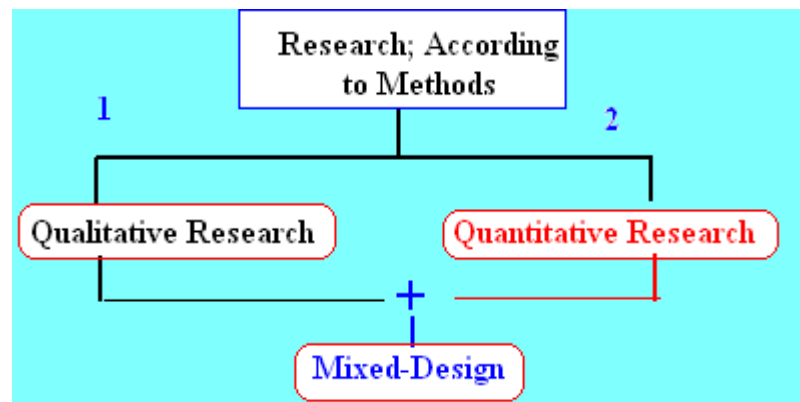 Research; According
to Methods
1
2
Qualitative Research
Quantitative Research
+
Mixed-Design